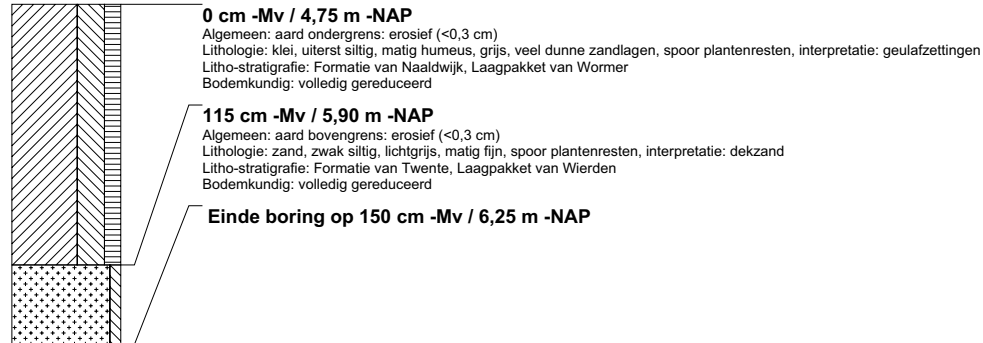 0 cm -Mv / 4,75 m -NAP
Algemeen: aard ondergrens: erosief (<0,3 cm)
Lithologie: klei, uiterst siltig, matig humeus, grijs, veel dunne zandlagen, spoor plantenresten, interpretatie: geulafzettingen
Litho-stratigrafie: Formatie van Naaldwijk, Laagpakket van Wormer
Bodemkundig: volledig gereduceerd
115 cm -Mv / 5,90 m -NAP
Algemeen: aard bovengrens: erosief (<0,3 cm)
Lithologie: zand, zwak siltig, lichtgrijs, matig fijn, spoor plantenresten, interpretatie: dekzand
Litho-stratigrafie: Formatie van Twente, Laagpakket van Wierden
Bodemkundig: volledig gereduceerd
Einde boring op 150 cm -Mv / 6,25 m -NAP